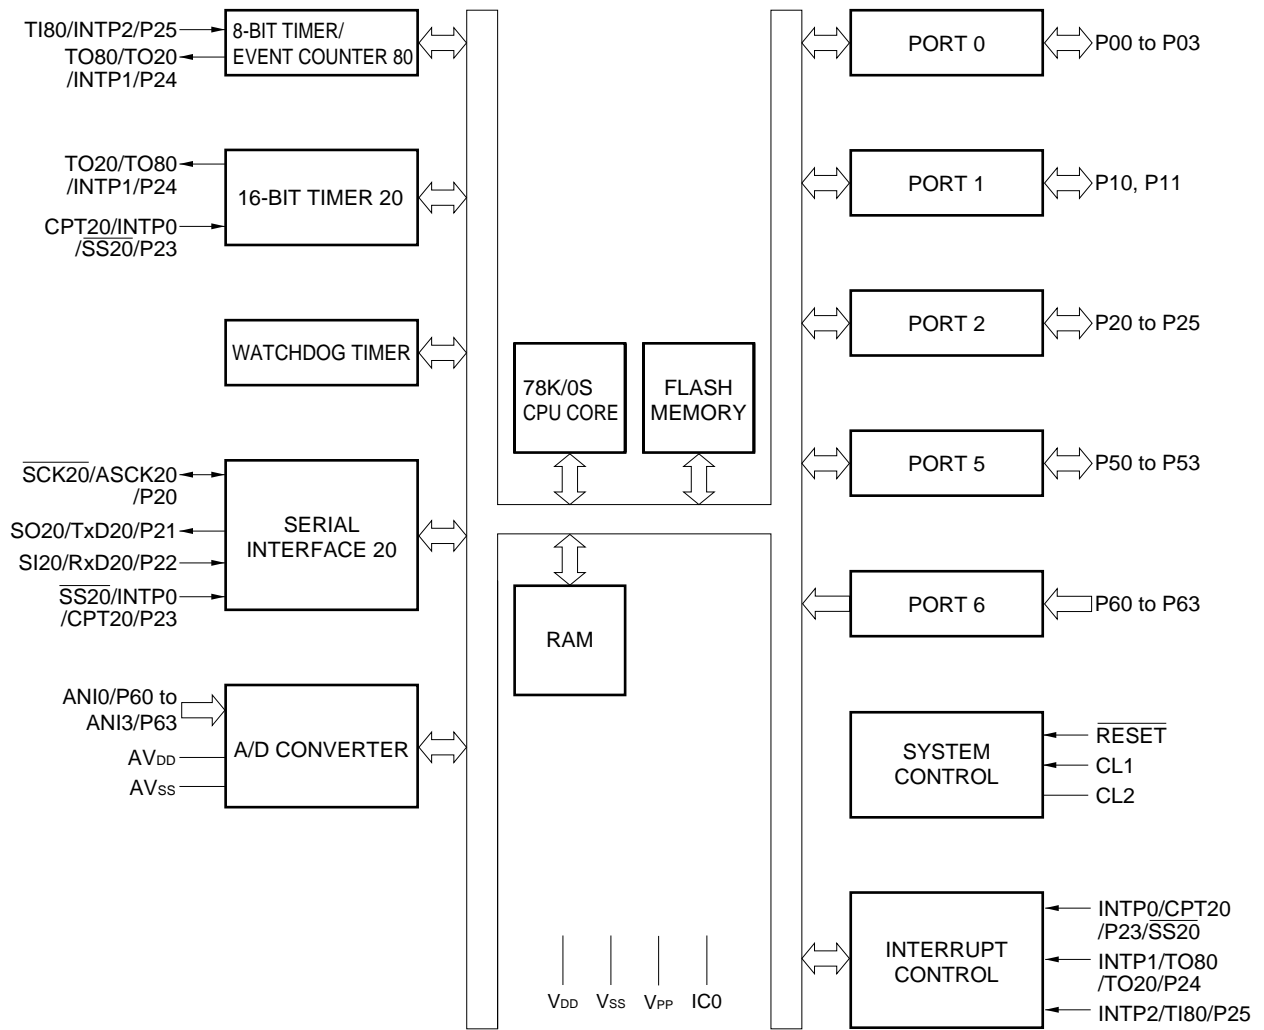 TI80/INTP2/P25
TO80/TO20
/INTP1/P24
8-BIT TIMER/
EVENT COUNTER 80
TO20/TO80
/INTP1/P24
CPT20/INTP0
/SS20/P23
16-BIT TIMER 20
WATCHDOG TIMER
SCK20/ASCK20
/P20
SO20/TxD20/P21
SI20/RxD20/P22
SS20/INTP0
/CPT20/P23
SERIAL
INTERFACE 20
ANI0/P60 to
ANI3/P63
AVDD
AVSS
A/D CONVERTER
78K/0S
CPU CORE
FLASH
MEMORY
RAM
VDD
VSS
VPP
IC0
PORT 0
P00 to P03
PORT 1
P10, P11
PORT 2
P20 to P25
PORT 5
P50 to P53
PORT 6
P60 to P63
SYSTEM
CONTROL
RESET
CL1
CL2
INTERRUPT
CONTROL
INTP0/CPT20
/P23/SS20
INTP1/TO80
/TO20/P24
INTP2/TI80/P25